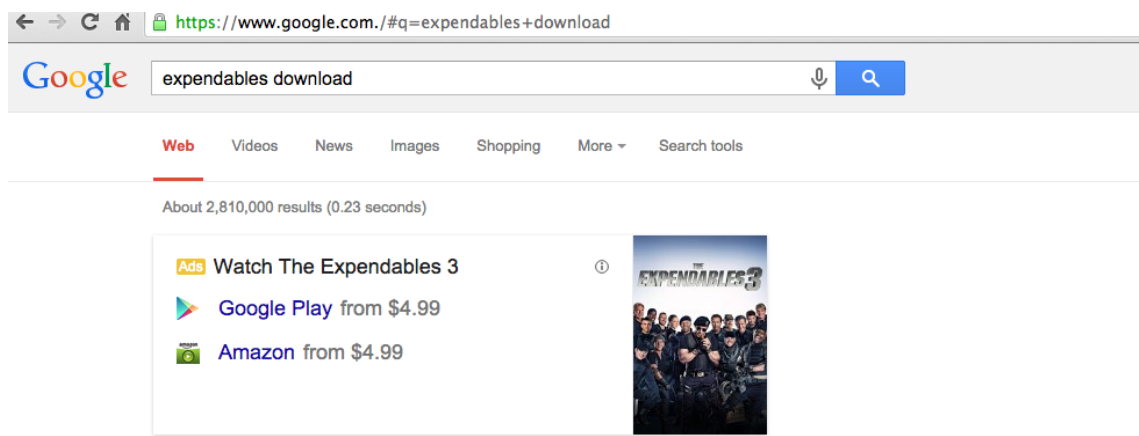 https://www.google.com./#q=expendables+download
Google expendables download
Web Videos News Images Shopping More Search tools
About 2,810,000 results (0.23 seconds)
Ads Watch The Expendables 3
Google Play from $4.99
amazon
Amazon from $4.99
THE
EXPENDABLES 3